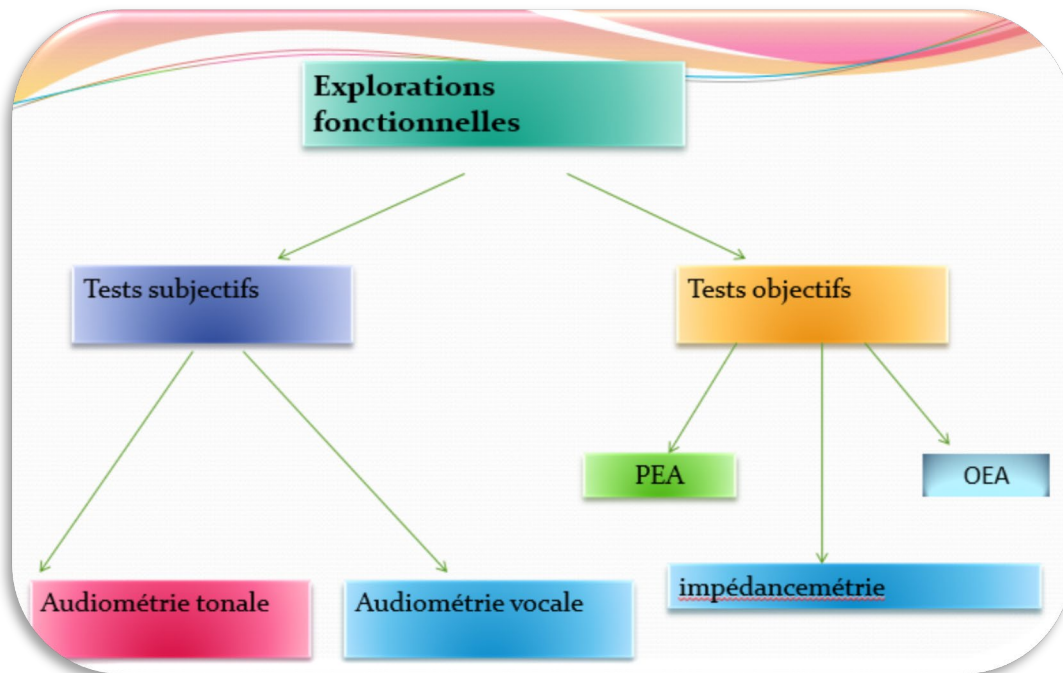 Explorations
fonctionnelles
Tests subjectifs
Tests objectifs
PEA
OEA
impédancemétrie
Audiométrie tonale
Audiométrie vocale